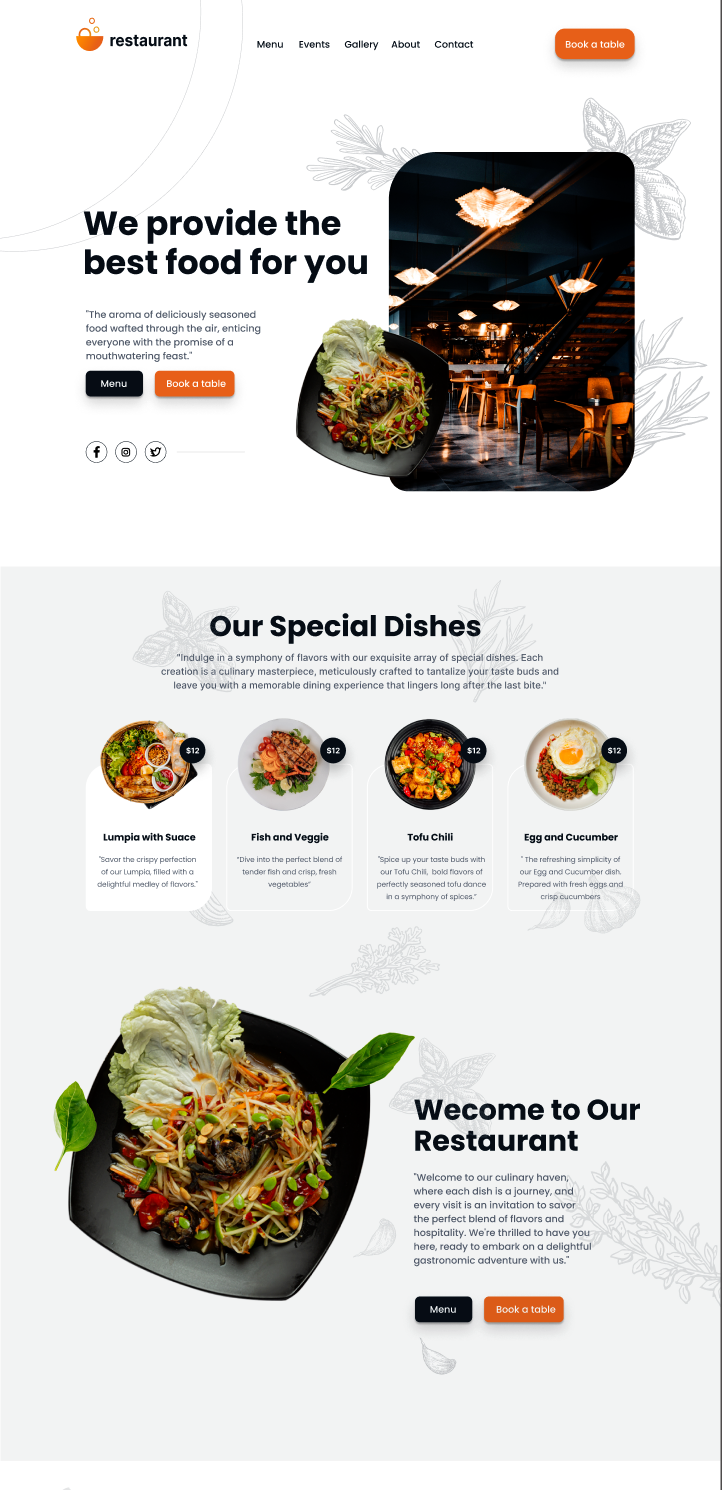 restaurant
Menu Events Gallery About Contact
Book a table
We provide the
best food for you
"The aroma of deliciously seasoned
food wafted through the air, enticing
everyone with the promise of a
mouthwatering feast."
Menu
Book a table
Our Special Dishes
"Indulge in a symphony of flavors with our exquisite array of special dishes. Each
creation is a culinary masterpiece, meticulously crafted to tantalize your taste buds and
leave you with a memorable dining experience that lingers long after the last bite."
$12
Lumpia with Suace
"Savor the crispy perfection
of our Lumpia, filled with a
delightful medley of flavors."
$12
Fish and Veggie
"Dive into the perfect blend of
tender fish and crisp, fresh
vegetables"
$12
Tofu Chili
"Spice up your taste buds with
our Tofu Chili, bold flavors of
perfectly seasoned tofu dance
in a symphony of spices."
$12
Egg and Cucumber
" The refreshing simplicity of
our Egg and Cucumber dish.
Prepared with fresh eggs and
crisp cucumbers
Wecome to Our
Restaurant
"Welcome to our culinary haven,
where each dish is a journey, and
every visit is an invitation to savor
the perfect blend of flavors and
hospitality. We're thrilled to have you
here, ready to embark on a delightful
gastronomic adventure with us."
Menu
Book a table